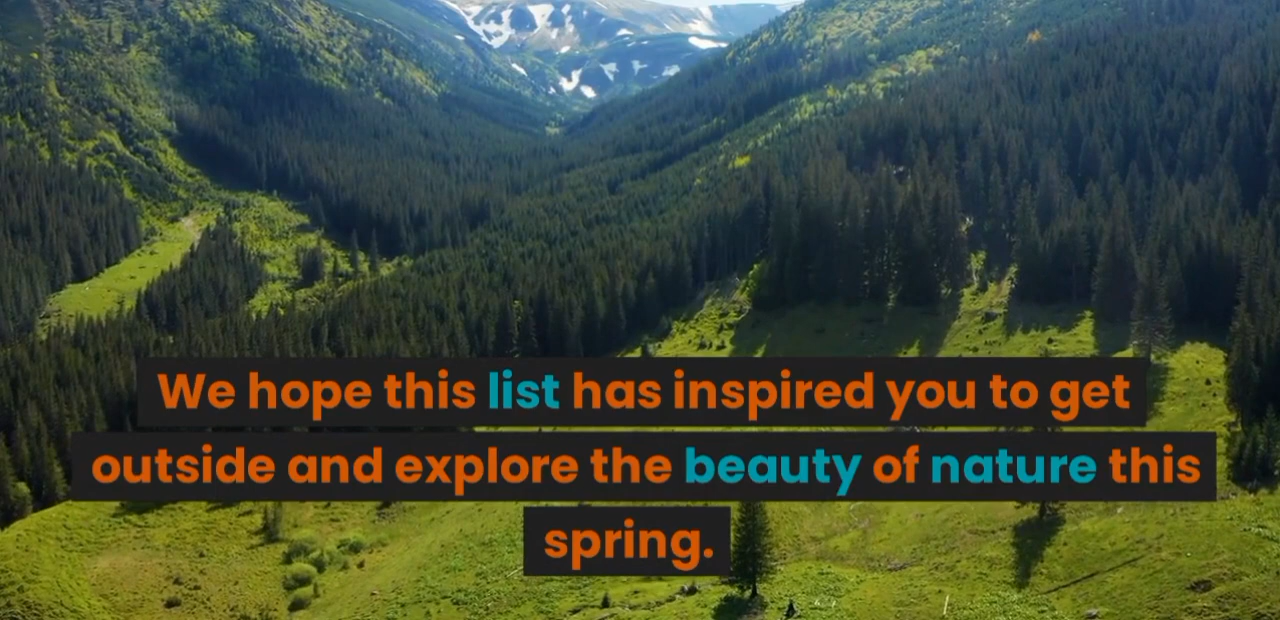 We hope this list has inspired you to get
outside and explore the beauty of nature this
spring.